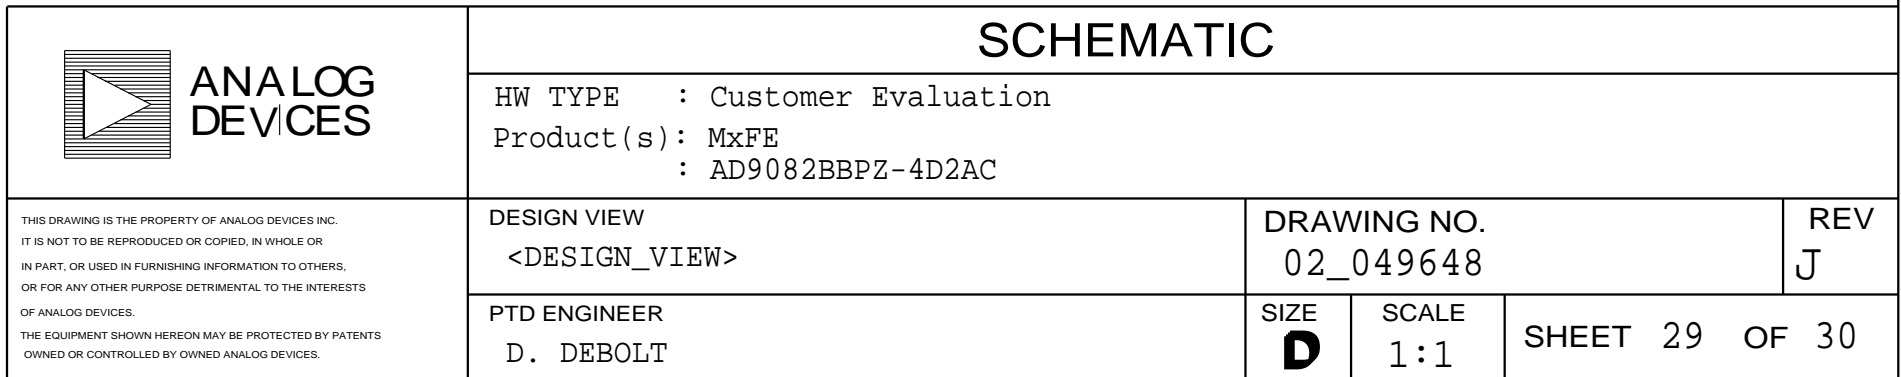 ANALOG
DEVICES
SCHEMATIC
HW TYPE : Customer Evaluation
Product(s): MxFE
: AD9082BBPZ-4D2AC
THIS DRAWING IS THE PROPERTY OF ANALOG DEVICES INC.
IT IS NOT TO BE REPRODUCED OR COPIED, IN WHOLE OR
IN PART, OR USED IN FURNISHING INFORMATION TO OTHERS,
OR FOR ANY OTHER PURPOSE DETRIMENTAL TO THE INTERESTS
OF ANALOG DEVICES.
THE EQUIPMENT SHOWN HEREON MAY BE PROTECTED BY PATENTS
OWNED OR CONTROLLED BY OWNED ANALOG DEVICES.
DESIGN VIEW
<DESIGN_VIEW>
DRAWING NO.
02_049648
REV
J
PTD ENGINEER
D. DEBOLT
SIZE
D
SCALE
1:1
SHEET 29 OF 30